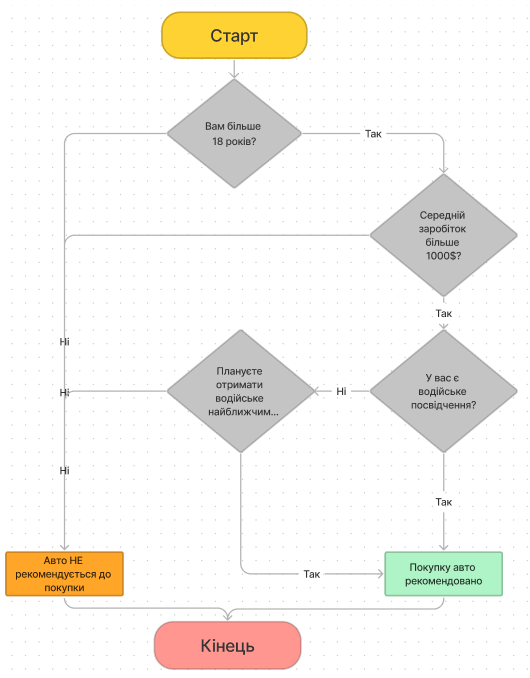 Старт
Вам більше
18 років?
Так
Середній
заробіток
більше
1000$?
Так
Ні
Плануєте
отримати
водійське
найближчим...
Ні
У вас є
водійське
посвідчення?
Ні
Ні
Так
Авто НЕ
рекомендується до
покупки
Так
Покупку авто
рекомендовано
Кінець